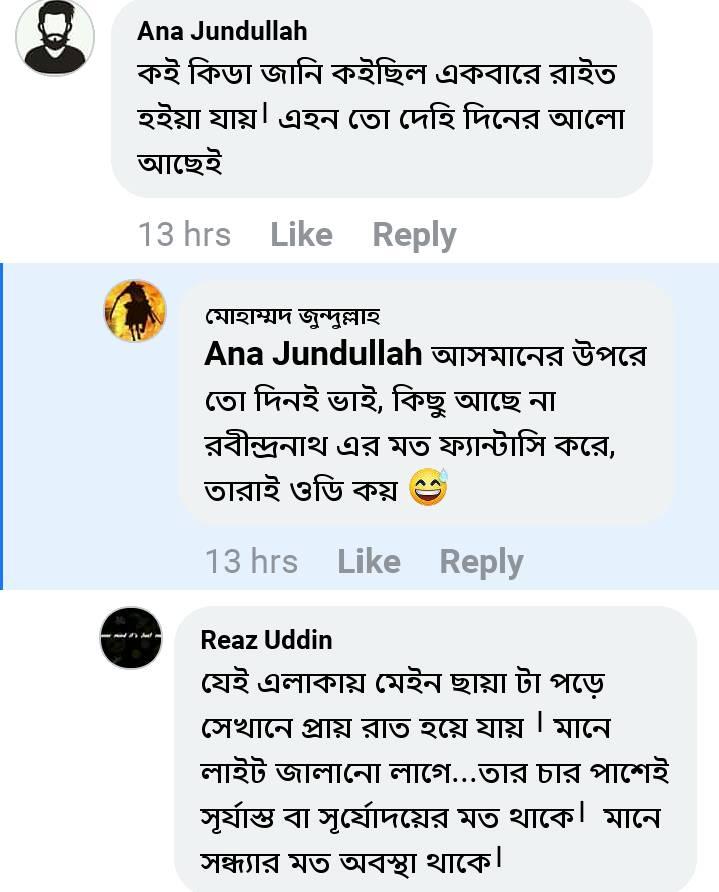 Ana Jundullah
কই কিডা জানি কইছিল একবারে রাইত
হইয়া যায়। এহন তো দেহি দিনের আলো
আছেই
13 hrs Like Reply
মোহাম্মদ জুন্দুল্লাহ
Ana Jundullah আসমানের উপরে
তো দিনই ভাই, কিছু আছে না
রবীন্দ্রনাথ এর মত ফ্যান্টাসি করে,
তারাই ওডি কয় 😅
13 hrs Like Reply
Reaz Uddin
যেই এলাকায় মেইন ছায়া টা পড়ে
সেখানে প্রায় রাত হয়ে যায় । মানে
লাইট জালানো লাগে...তার চার পাশেই
সূর্যাস্ত বা সূর্যোদয়ের মত থাকে। মানে
সন্ধ্যার মত অবস্থা থাকে।